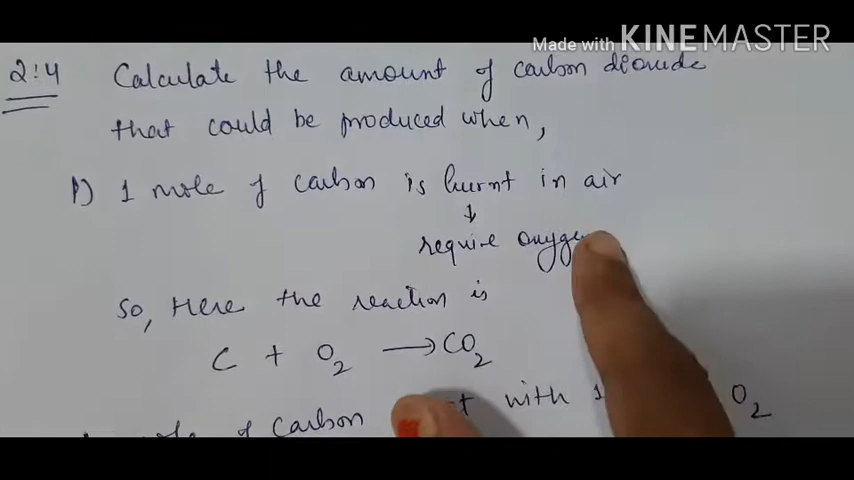 Made with KINEMASTER
2:4 Calculate the amount of carbon dioxide
that could be produced when,
1) 1 mole of carbon is burnt in air
↓
require
So, Here the reaction is
C + O2 → CO2
of carbon with 1 O2